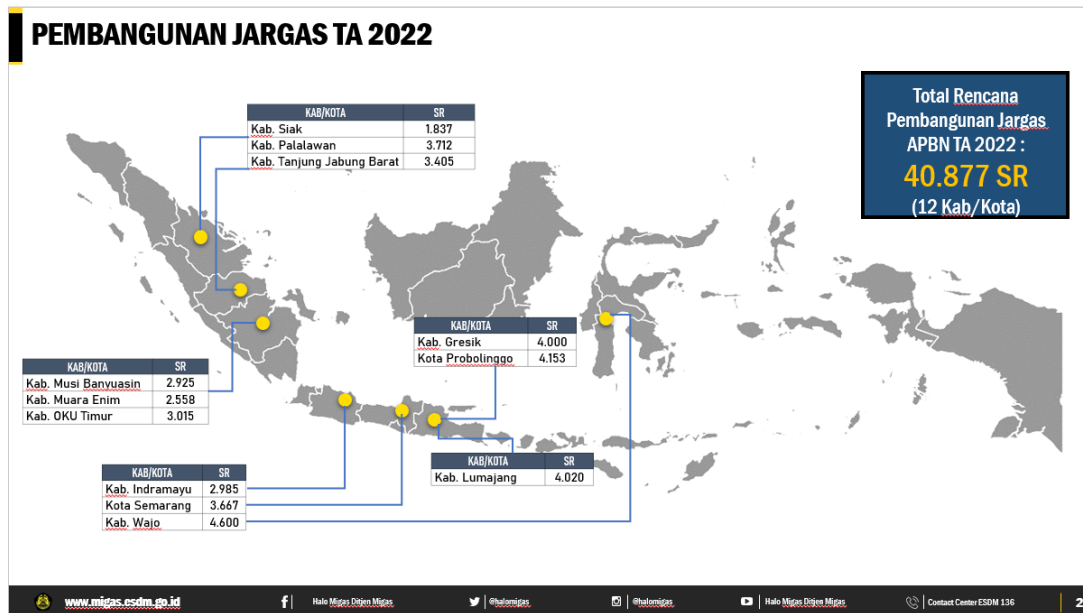 PEMBANGUNAN JARGAS TA 2022
Total Rencana
Pembangunan Jargas
APBN TA 2022 :
40.877 SR
(12 Kab/Kota)
KAB/KOTA SR
Kab. Siak 1.837
Kab. Palalawan 3.712
Kab. Tanjung Jabung Barat 3.405
KAB/KOTA SR
Kab. Gresik 4.000
Kota Probolinggo 4.153
KAB/KOTA SR
Kab. Musi Banyuasin 2.925
Kab. Muara Enim 2.558
Kab. OKU Timur 3.015
KAB/KOTA SR
Kab. Lumajang 4.020
KAB/KOTA SR
Kab. Indramayu 2.985
Kota Semarang 3.667
Kab. Wajo 4.600
www.migas.esdm.go.id Halo Migas Ditjen Migas @halomigas @halomigas Halo Migas Ditjen Migas Contact Center ESDM 136 2